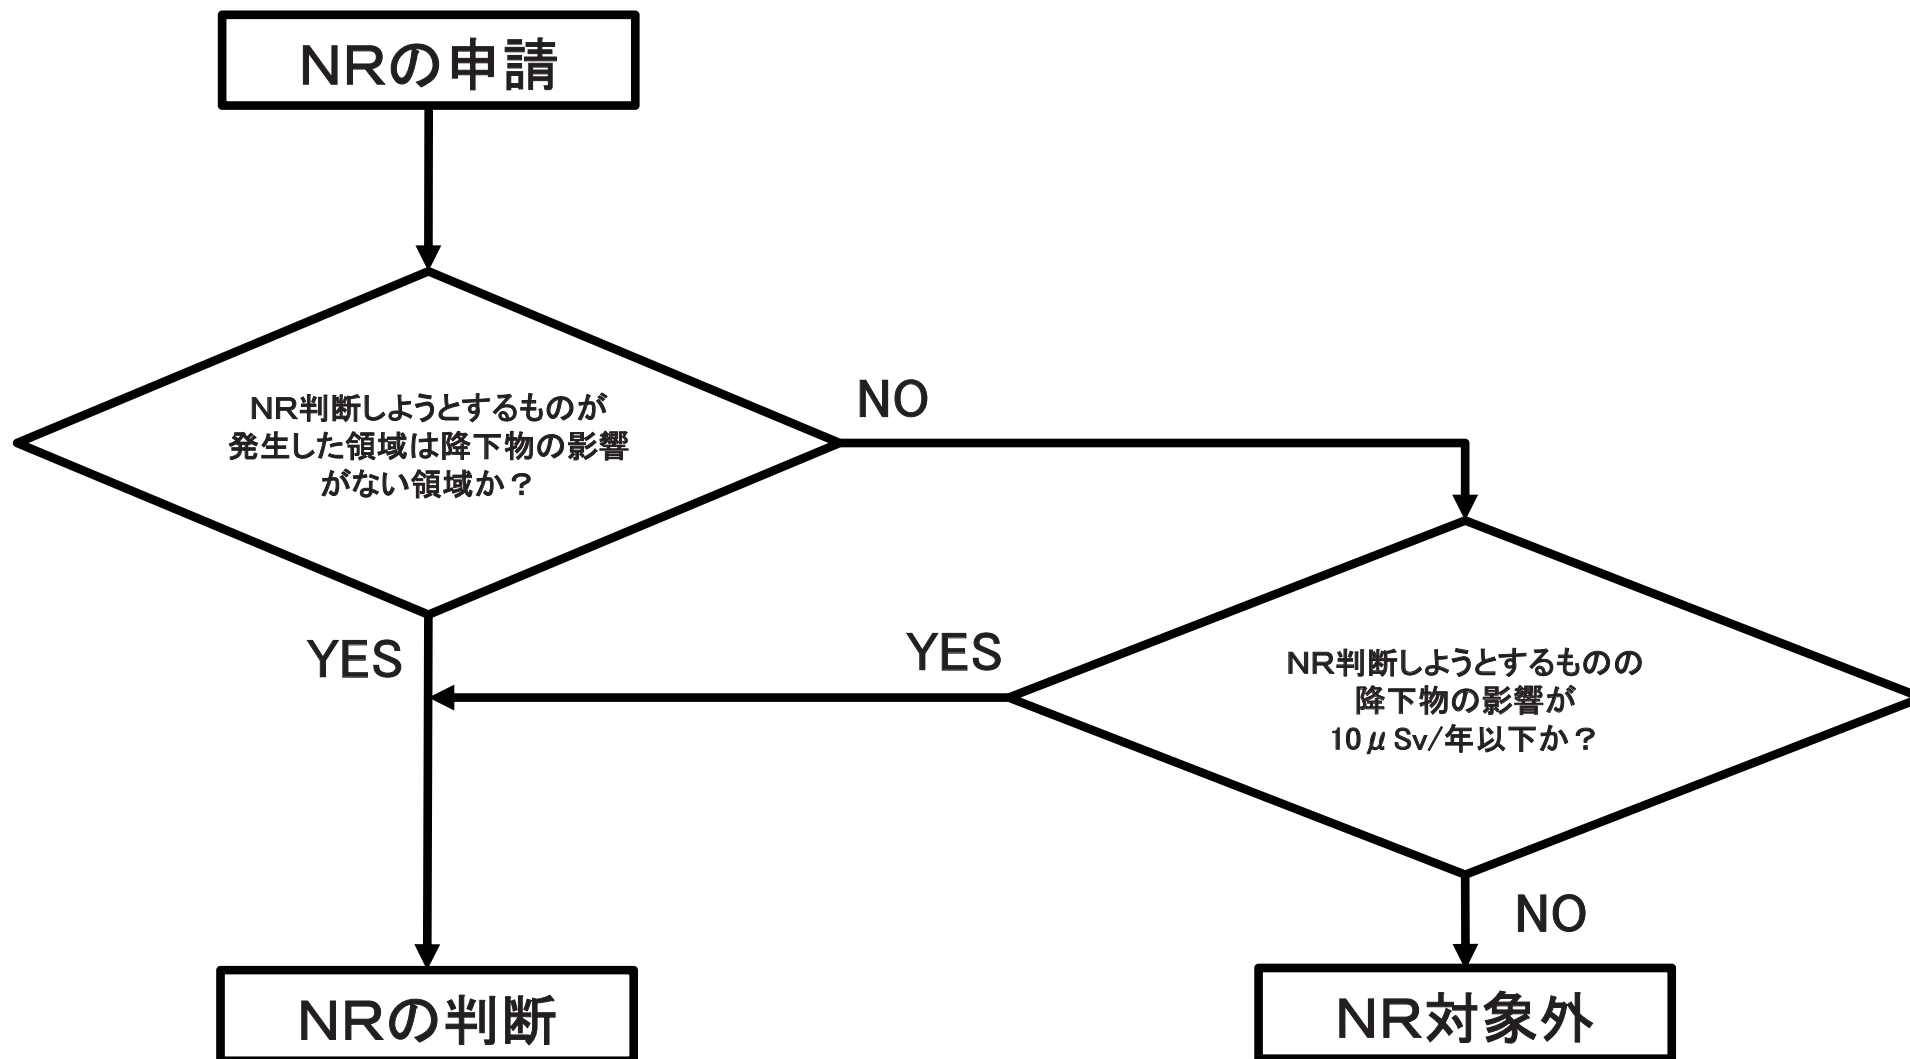 NRの申請
NR判断しようとするものが
発生した領域は降下物の影響
がない領域か?
NO
YES
YES
NR判断しようとするものの
降下物の影響が
10μSv/年以下か?
NO
NRの判断
NR対象外